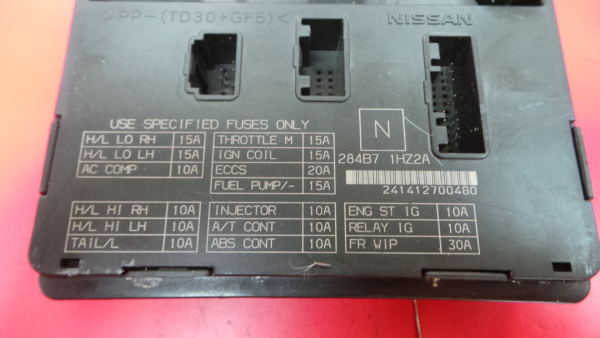 >PP-(TD30+GF5)<
NISSAN
USE SPECIFIED FUSES ONLY
N
H/L LO RH 15A
H/L LO LH 15A
AC COMP 10A
THROTTLE M 15A
IGN COIL 15A
ECCS 20A
FUEL PUMP/- 15A
284B7 1HZ2A
241412700480
H/L HI RH 10A
H/L HI LH 10A
TAIL/L 10A
INJECTOR 10A
A/T CONT 10A
ABS CONT 10A
ENG ST IG 10A
RELAY IG 10A
FR WIP 30A